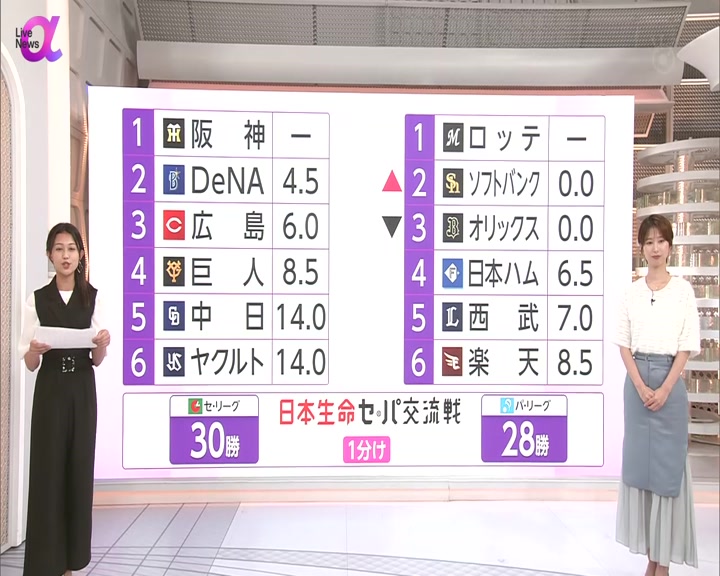 Live News α
1 阪神 ー
2 DeNA 4.5
3 広島 6.0
4 巨人 8.5
5 中日 14.0
6 ヤクルト 14.0
1 ロッテ ー
▲ 2 ソフトバンク 0.0
▼ 3 オリックス 0.0
4 日本ハム 6.5
5 西武 7.0
6 楽天 8.5
セ・リーグ
30勝
日本生命セ・パ交流戦
1分け
パ・リーグ
28勝